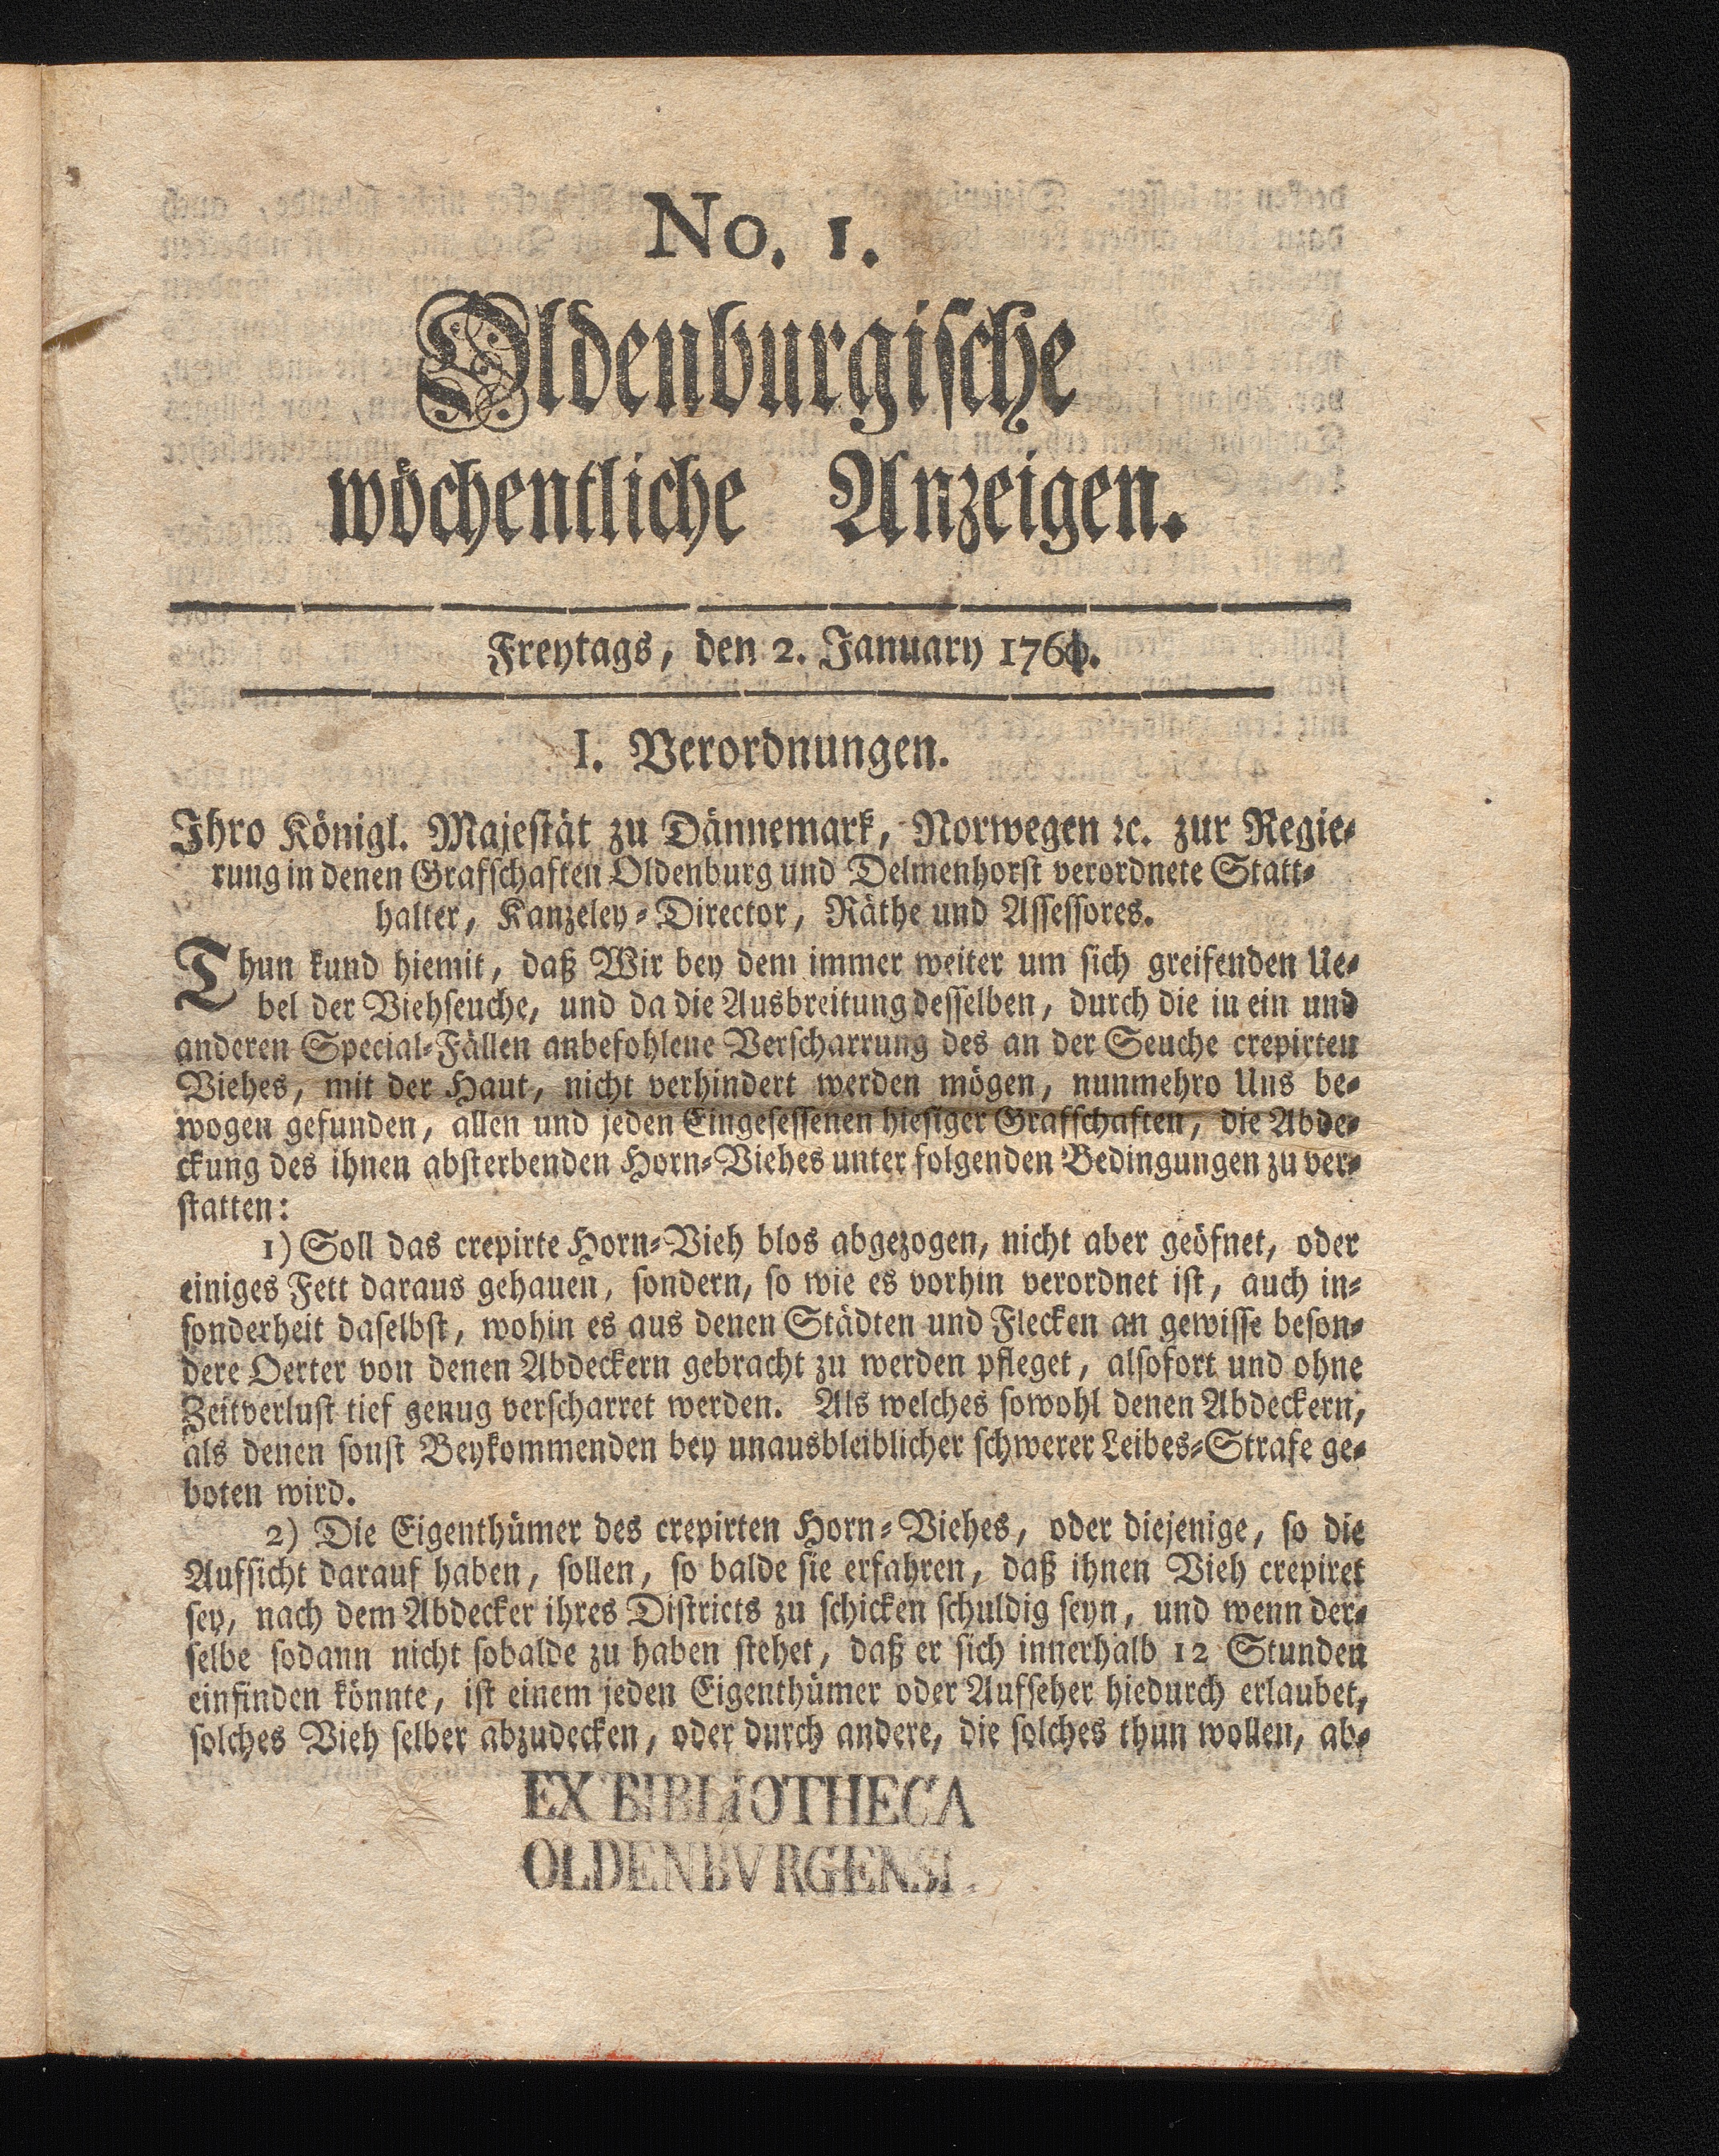 No. 1.
Oldenburgische
wöchentliche Anzeigen.
Freytags, den 2. January 176
I. Verordnungen.
Ihro Königl. Majestät zu Dännemark, Norwegen ꝛc. zur Regie-
rung in denen Grafschaften Oldenburg und Delmenhorst verordnete Statt-
halter, Kanzeley-Director, Räthe und Assessores.
Thun kund hiemit, daß Wir bey dem immer weiter um sich greifenden Ue-
bel der Viehseuche, und da die Ausbreitung desselben, durch die in ein und
anderen Special-Fällen anbefohlene Verscharrung des an der Seuche crepirten
Viehes, mit der Haut, nicht verhindert werden mögen, nunmehro Uns be-
wogen gefunden, allen und jeden Eingesessenen hiesiger Grafschaften, die Abde-
ckung des ihnen absterbenden Horn-Viehes unter folgenden Bedingungen zu ver-
statten:
1) Soll das crepirte Horn-Vieh blos abgezogen, nicht aber geöfnet, oder
einiges Fett daraus gehauen, sondern, so wie es vorhin verordnet ist, auch in-
sonderheit daselbst, wohin es aus denen Städten und Flecken an gewisse beson-
dere Oerter von denen Abdeckern gebracht zu werden pfleget, alsofort und ohne
Zeitverlust tief genug verscharret werden. Als welches sowohl denen Abdeckern,
als denen sonst Beykommenden bey unausbleiblicher schwerer Leibes-Strafe ge-
boten wird.
2) Die Eigenthümer des crepirten Horn-Viehes, oder diejenige, so die
Aufsicht darauf haben, sollen, so balde sie erfahren, daß ihnen Vieh crepiret
sey, nach dem Abdecker ihres Districts zu schicken schuldig seyn, und wenn der-
selbe sodann nicht sobalde zu haben stehet, daß er sich innerhalb 12 Stunden
einfinden könnte, ist einem jeden Eigenthümer oder Aufseher hiedurch erlaubet,
solches Vieh selber abzudecken, oder durch andere, die solches thun wollen, ab-
EX BIBLIOTHECA
OLDENBVRGENSI.